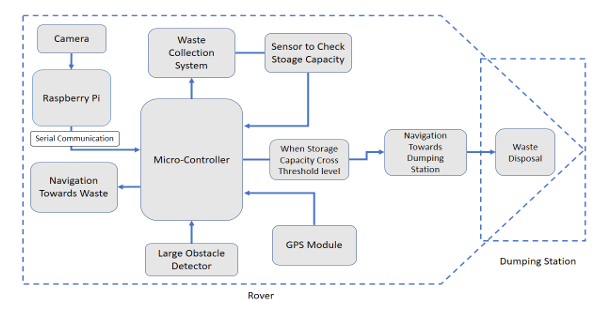 Camera
Waste
Collection
System
Sensor to Check
Stoage Capacity
Raspberry Pi
Serial Communication
Micro-Controller
When Storage
Capacity Cross
Threshold level
Navigation
Towards
Dumping
Station
Waste
Disposal
Navigation
Towards Waste
Large Obstacle
Detector
GPS Module
Dumping Station
Rover